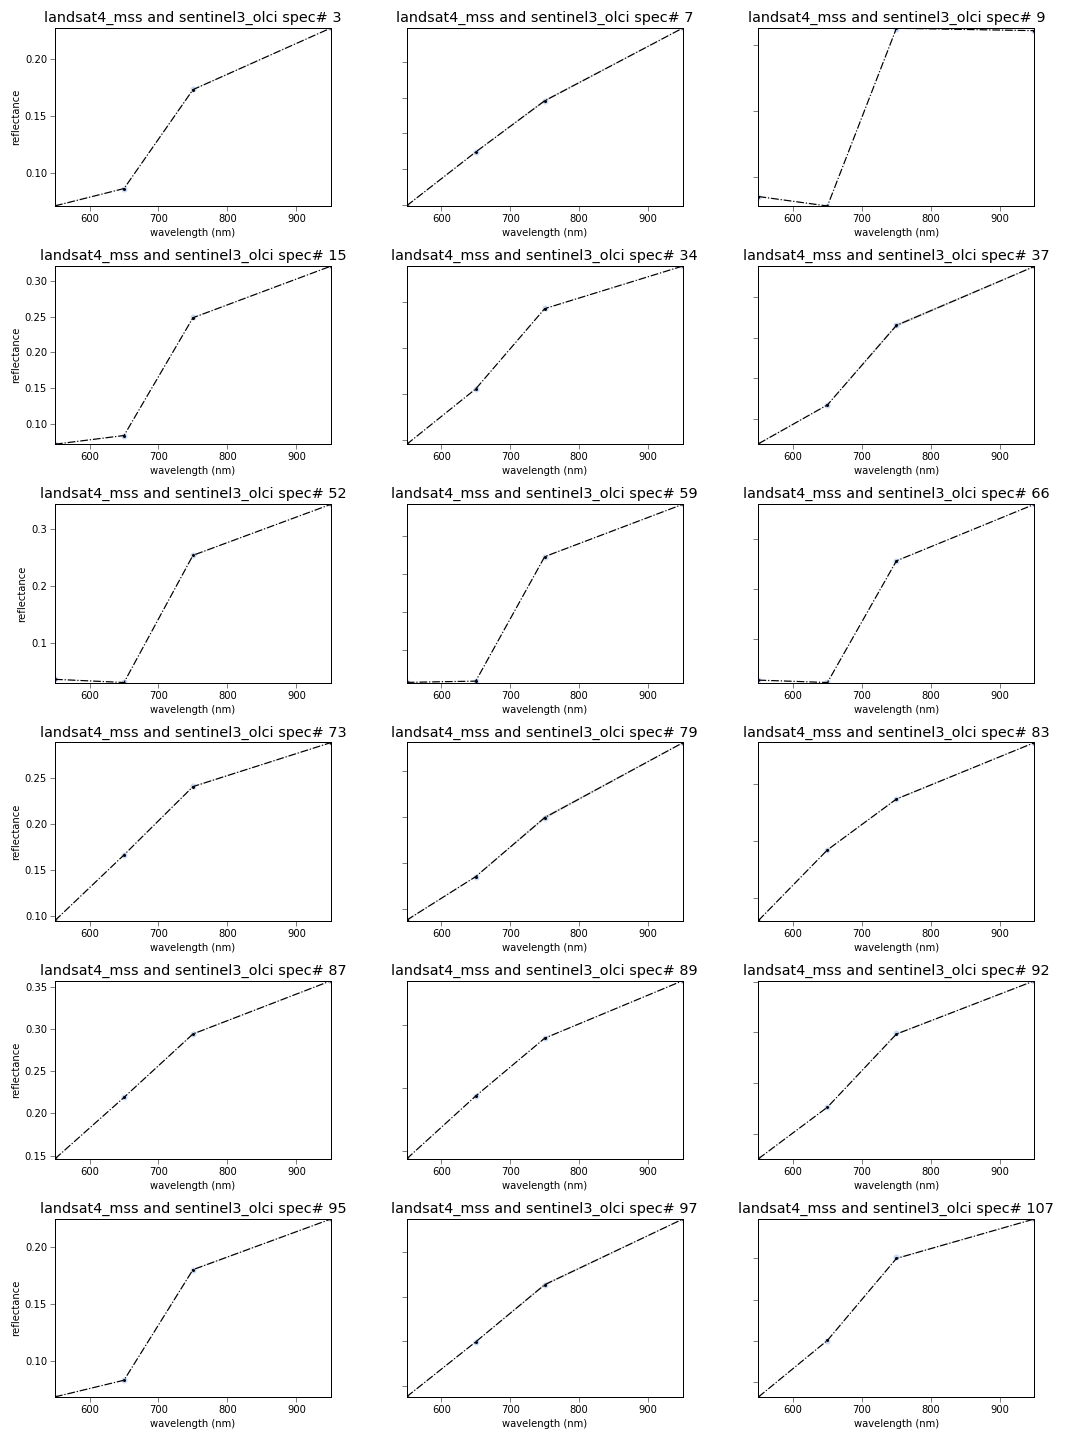 landsat4_mss and sentinel3_olci spec# 3
landsat4_mss and sentinel3_olci spec# 7
landsat4_mss and sentinel3_olci spec# 9
reflectance
0.20
0.15
0.10
600 700 800 900
600 700 800 900
600 700 800 900
wavelength (nm)
wavelength (nm)
wavelength (nm)
landsat4_mss and sentinel3_olci spec# 15
landsat4_mss and sentinel3_olci spec# 34
landsat4_mss and sentinel3_olci spec# 37
reflectance
0.30
0.25
0.20
0.15
0.10
600 700 800 900
600 700 800 900
600 700 800 900
wavelength (nm)
wavelength (nm)
wavelength (nm)
landsat4_mss and sentinel3_olci spec# 52
landsat4_mss and sentinel3_olci spec# 59
landsat4_mss and sentinel3_olci spec# 66
reflectance
0.3
0.2
0.1
600 700 800 900
600 700 800 900
600 700 800 900
wavelength (nm)
wavelength (nm)
wavelength (nm)
landsat4_mss and sentinel3_olci spec# 73
landsat4_mss and sentinel3_olci spec# 79
landsat4_mss and sentinel3_olci spec# 83
reflectance
0.25
0.20
0.15
0.10
600 700 800 900
600 700 800 900
600 700 800 900
wavelength (nm)
wavelength (nm)
wavelength (nm)
landsat4_mss and sentinel3_olci spec# 87
landsat4_mss and sentinel3_olci spec# 89
landsat4_mss and sentinel3_olci spec# 92
reflectance
0.35
0.30
0.25
0.20
0.15
600 700 800 900
600 700 800 900
600 700 800 900
wavelength (nm)
wavelength (nm)
wavelength (nm)
landsat4_mss and sentinel3_olci spec# 95
landsat4_mss and sentinel3_olci spec# 97
landsat4_mss and sentinel3_olci spec# 107
reflectance
0.20
0.15
0.10
600 700 800 900
600 700 800 900
600 700 800 900
wavelength (nm)
wavelength (nm)
wavelength (nm)